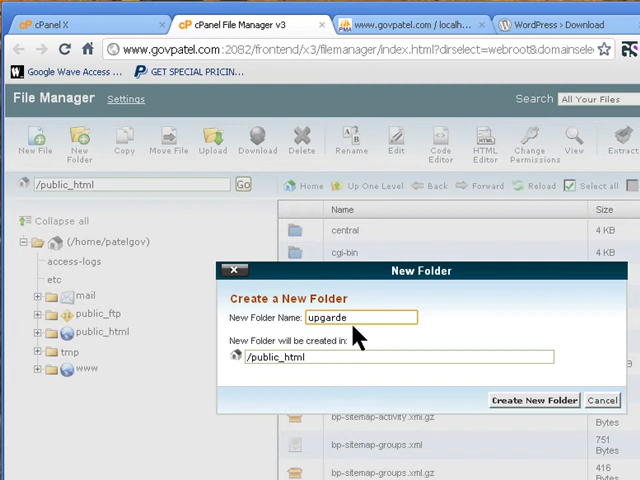 cPanel X
cPanel File Manager v3
www.govpatel.com / localh...
WordPress › Download
www.govpatel.com:2082/frontend/x3/filemanager/index.html?dirselect=webroot&domainselec
Google Wave Access ...
GET SPECIAL PRICIN...
File Manager
Settings
Search
All Your Files
New File
New Folder
Copy
Move File
Upload
Download
Delete
Rename
Edit
Code Editor
HTML Editor
Change Permissions
View
Extract
/public_html
Go
Home
Up One Level
Back
Forward
Reload
Select all
Collapse all
Name
Size
(/home/patelgov)
access-logs
etc
mail
public_ftp
public_html
tmp
www
central
4 KB
cgi-bin
4 KB
New Folder
Create a New Folder
New Folder Name:
upgarde
New Folder will be created in:
/public_html
Create New Folder
Cancel
bp-sitemap-activity.xml.gz
Bytes
bp-sitemap-groups.xml
751 Bytes
bp-sitemap-groups.xml.gz
416 Bytes